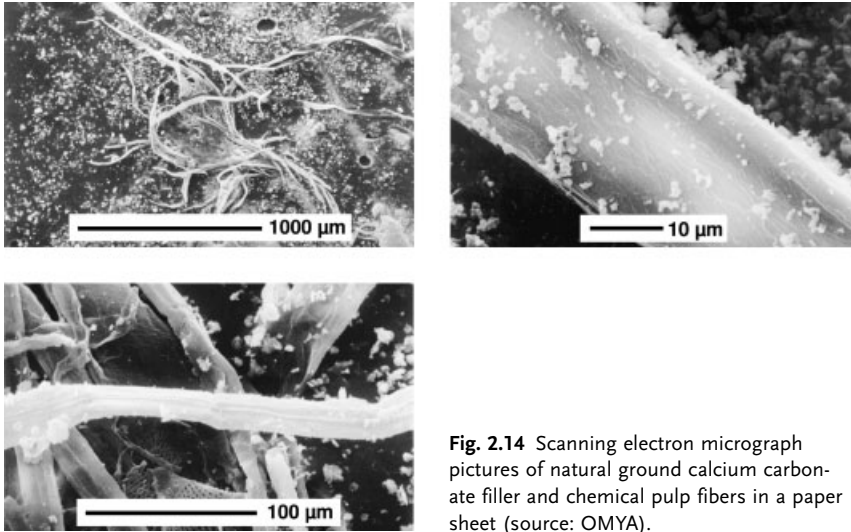 1000 µm
10 µm
100 µm
Fig. 2.14 Scanning electron micrograph
pictures of natural ground calcium carbon-
ate filler and chemical pulp fibers in a paper
sheet (source: OMYA).